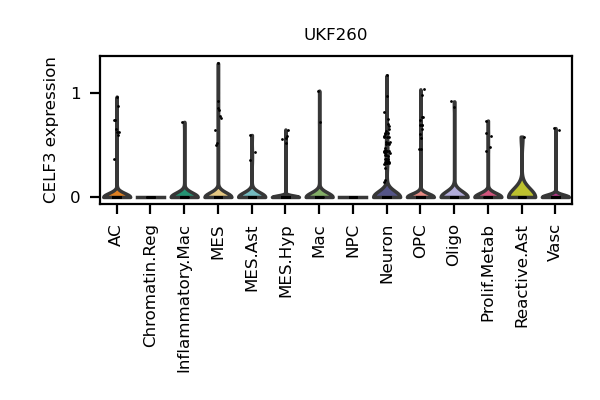 UKF260
CELF3 expression
1
0
AC
Chromatin.Reg
Inflammatory.Mac
MES
MES.Ast
MES.Hyp
Mac
NPC
Neuron
OPC
Oligo
Prolif.Metab
Reactive.Ast
Vasc